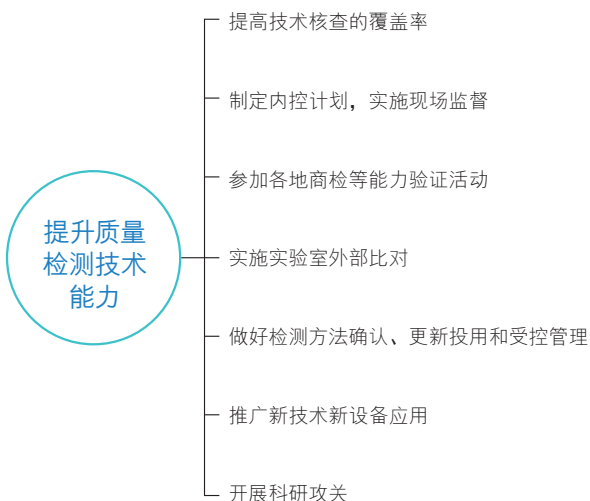 提高技术核查的覆盖率
制定内控计划，实施现场监督
参加各地商检等能力验证活动
提升质量
检测技术
能力
实施实验室外部比对
做好检测方法确认、更新投用和受控管理
推广新技术新设备应用
开展科研攻关